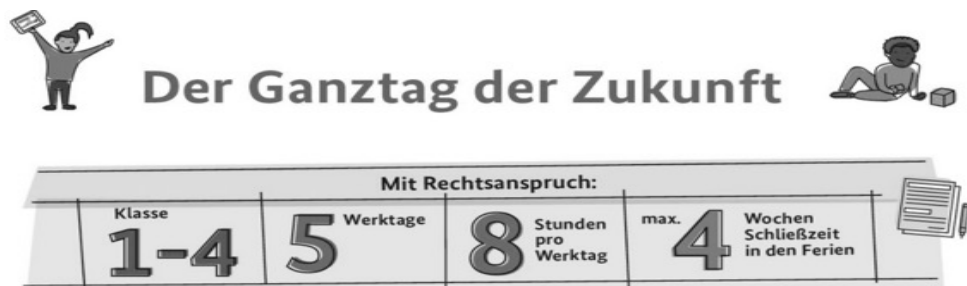 Der Ganztag der Zukunft
Mit Rechtsanspruch:
Klasse
1-4
5 Werktage
8 Stunden
pro
Werktag
max. 4 Wochen
Schließzeit
in den Ferien